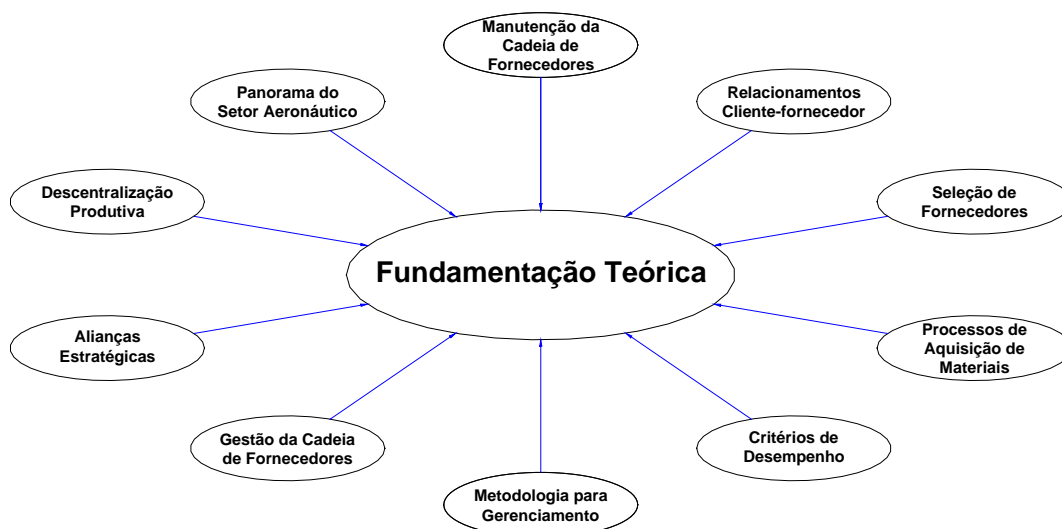 Manutenção da
Cadeia de
Fornecedores
Panorama do
Setor Aeronáutico
Relacionamentos
Cliente-fornecedor
Descentralização
Produtiva
Seleção de
Fornecedores
Fundamentação Teórica
Alianças
Estratégicas
Processos de
Aquisição de
Materiais
Gestão da Cadeia
de Fornecedores
Critérios de
Desempenho
Metodologia para
Gerenciamento